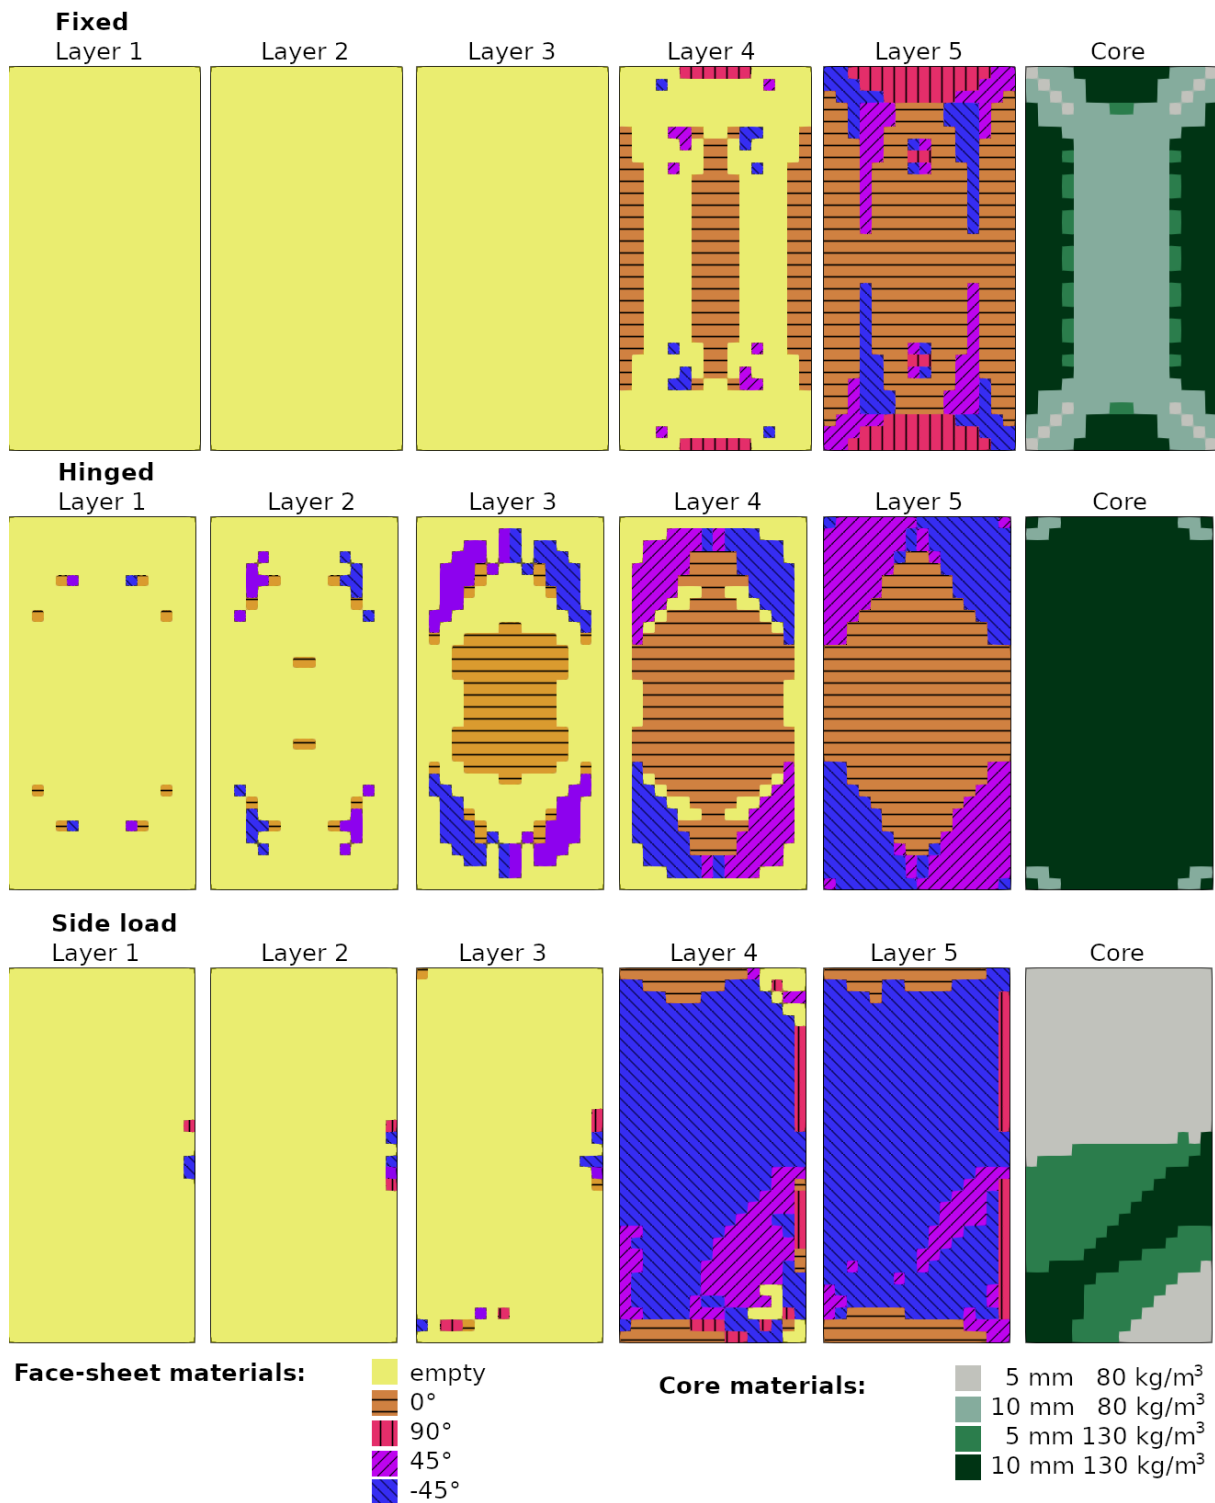 Fixed
Layer 1 Layer 2 Layer 3 Layer 4 Layer 5 Core
Hinged
Layer 1 Layer 2 Layer 3 Layer 4 Layer 5 Core
Side load
Layer 1 Layer 2 Layer 3 Layer 4 Layer 5 Core
Face-sheet materials:
empty
0°
90°
45°
-45°
Core materials:
5 mm 80 kg/m³
10 mm 80 kg/m³
5 mm 130 kg/m³
10 mm 130 kg/m³